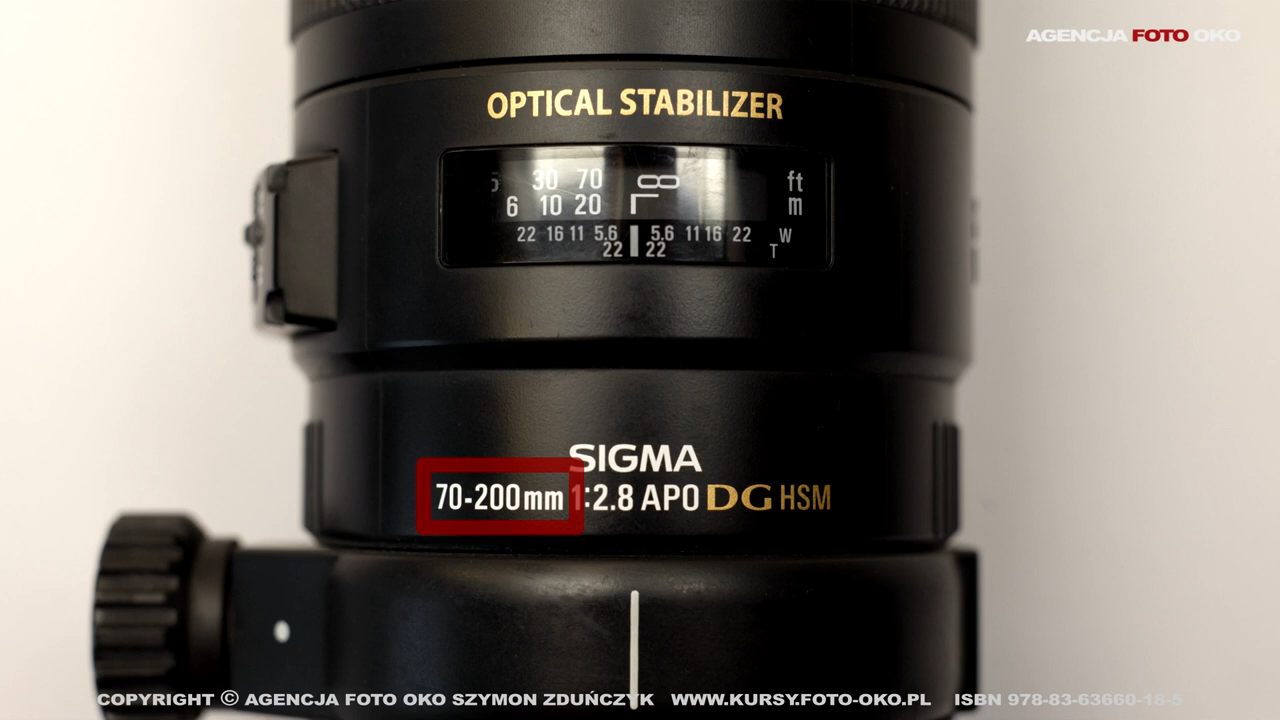 AGENCJA FOTO OKO
OPTICAL STABILIZER
5 30 70 ∞ ft
6 10 20 m
22 16 11 5.6 5.6 11 16 22 W
22 22 T
SIGMA
70-200mm 1:2.8 APO DG HSM
COPYRIGHT © AGENCJA FOTO OKO SZYMON ZDUŃCZYK WWW.KURSY.FOTO-OKO.PL ISBN 978-83-63660-18-5